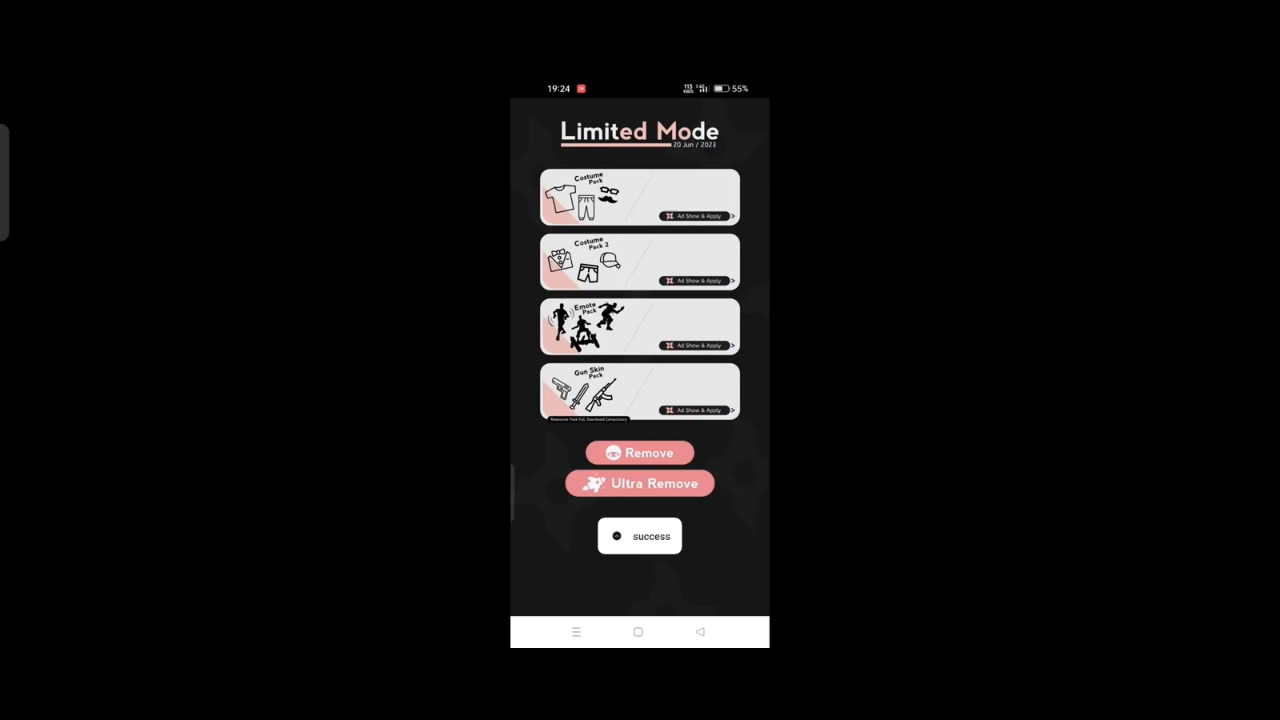 19:24
55%
Limited Mode
20 Jun / 2023
Costume
Pack
Ad Show & Apply >
Costume
Pack 2
Ad Show & Apply >
Emote
Pack
Ad Show & Apply >
Gun Skin
Pack
Ad Show & Apply >
Remove
Ultra Remove
success